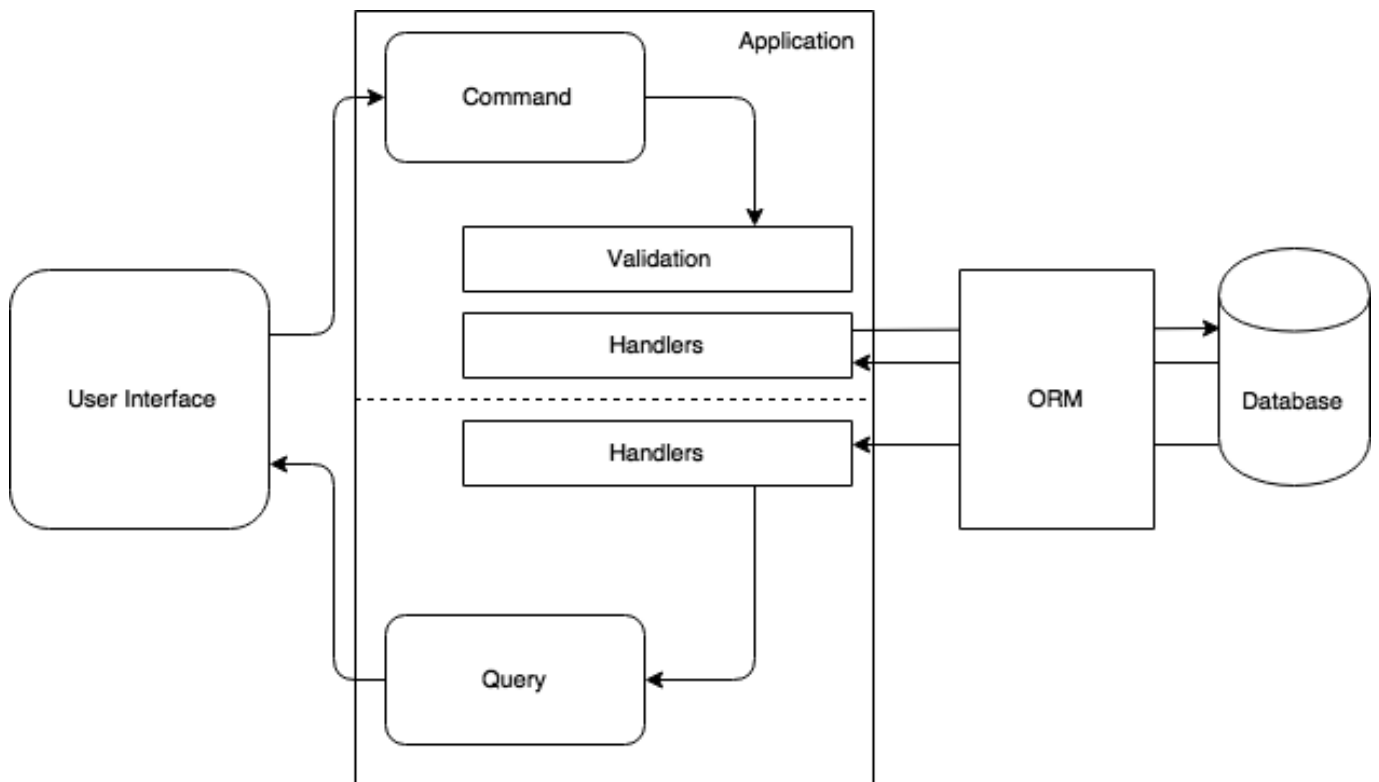 Application
Command
Validation
Handlers
User Interface
ORM
Database
Handlers
Query